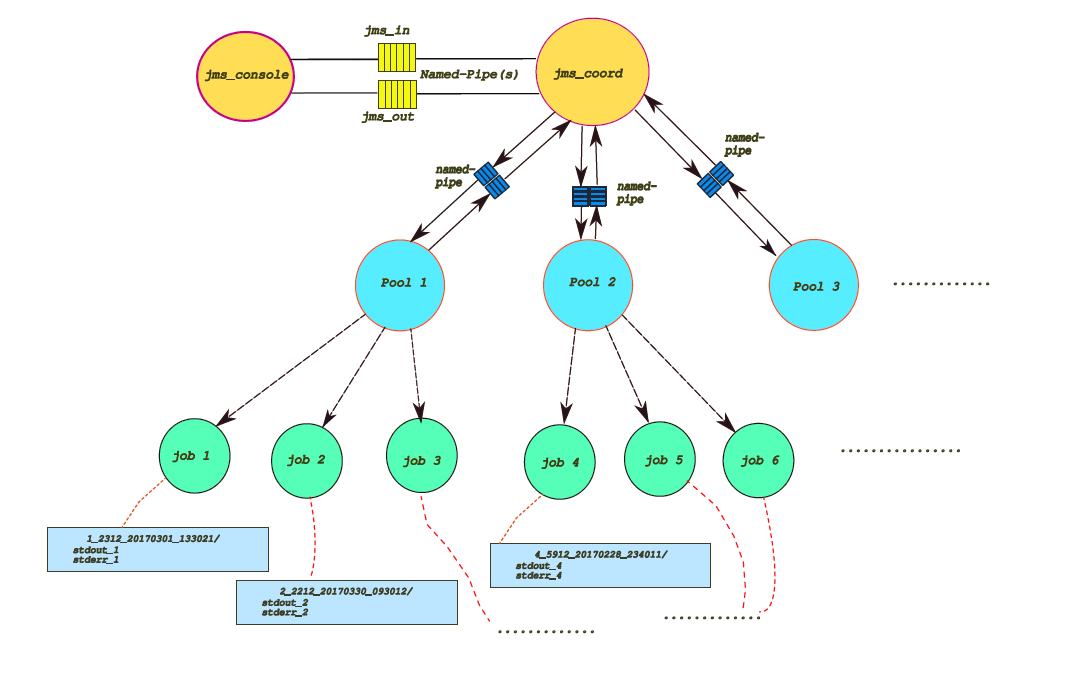 jms_in
jms_console
Named-Pipe(s)
jms_coord
jms_out
named-
pipe
named-
pipe
named-
pipe
Pool 1
Pool 2
Pool 3
.............
job 1
job 2
job 3
job 4
job 5
job 6
................
1_2312_20170301_133021/
stdout_1
stderr_1
4_5912_20170228_234011/
stdout_4
stderr_4
2_2212_20170330_093012/
stdout_2
stderr_2
.............
.............